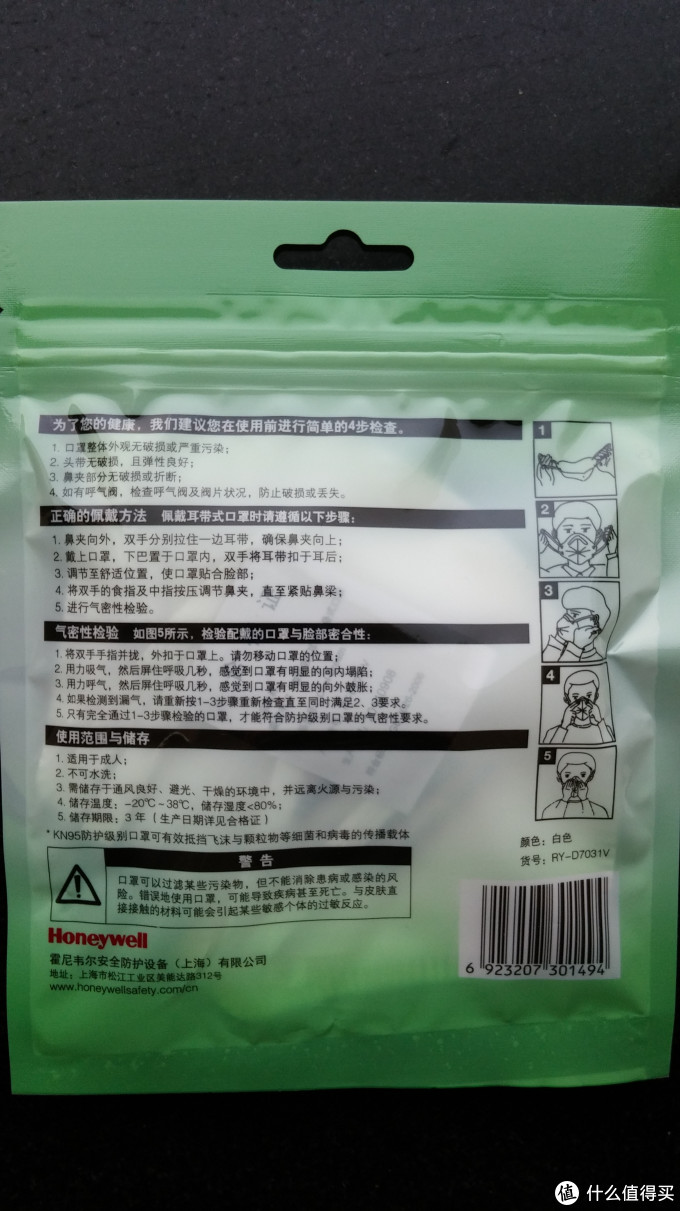 为了您的健康，我们建议您在使用前进行简单的4步检查。
1. 口罩整体外观无破损或严重污染；
2. 头带无破损，且弹性良好；
3. 鼻夹部分无破损或折断；
4. 如有呼气阀，检查呼气阀及阀片状况，防止破损或丢失。
正确的佩戴方法 佩戴耳带式口罩时请遵循以下步骤：
1. 鼻夹向外，双手分别拉住一边耳带，确保鼻夹向上；
2. 戴上口罩，下巴置于口罩内，双手将耳带扣于耳后；
3. 调节至舒适位置，使口罩贴合脸部；
4. 将双手的食指及中指按压调节鼻夹，直至紧贴鼻梁；
5. 进行气密性检验。
气密性检验 如图5所示，检验配戴的口罩与脸部密合性：
1. 将双手手指并拢，外扣于口罩上。请勿移动口罩的位置；
2. 用力吸气，然后屏住呼吸几秒，感觉到口罩有明显的向内塌陷；
3. 用力呼气，然后屏住呼吸几秒，感觉到口罩有明显的向外鼓胀；
4. 如果检测到漏气，请重新按1-3步骤重新检查直至同时满足2、3要求。
5. 只有完全通过1-3步骤检验的口罩，才能符合防护级别口罩的气密性要求。
使用范围与储存
1. 适用于成人；
2. 不可水洗；
3. 需储存于通风良好、避光、干燥的环境中，并远离火源与污染；
4. 储存温度：-20℃~38℃，储存湿度<80%；
5. 储存期限：3 年（ 生产日期详见合格证）
* KN95防护级别口罩可有效抵挡飞沫与颗粒物等细菌和病毒的传播载体
警告
口罩可以过滤某些污染物，但不能消除患病或感染的风
险。错误地使用口罩，可能导致疾病甚至死亡。与皮肤直
接接触的材料可能会引起某些敏感个体的过敏反应。
Honeywell
霍尼韦尔安全防护设备（上海）有限公司
地址：上海市松江工业区美能达路312号
www.honeywellsafety.com/cn
1
2
3
4
5
颜色：白色
货号：RY-D7031V
6 923207 301494
值 什么值得买